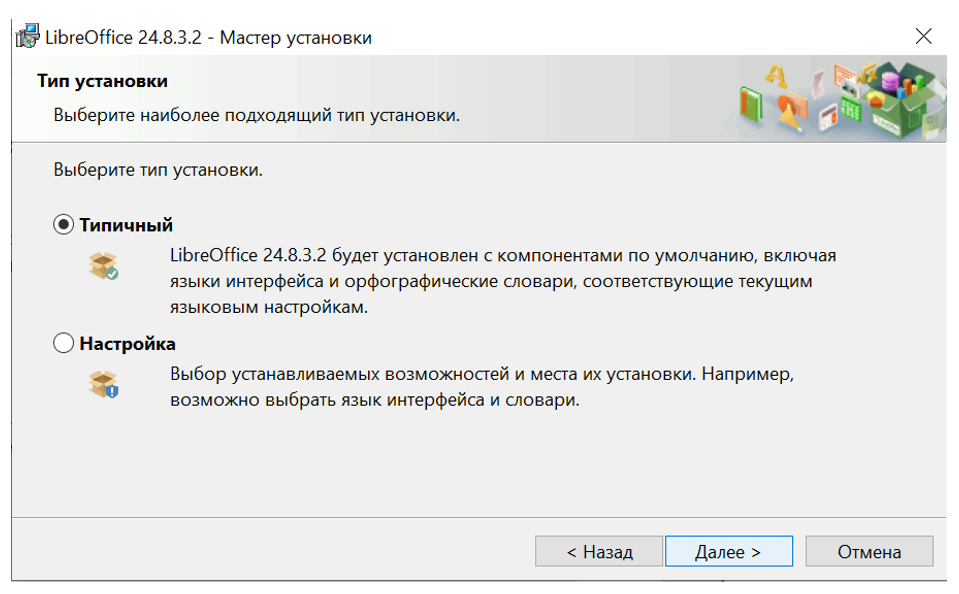 LibreOffice 24.8.3.2 - Мастер установки
Тип установки
Выберите наиболее подходящий тип установки.
Выберите тип установки.
Типичный
LibreOffice 24.8.3.2 будет установлен с компонентами по умолчанию, включая
языки интерфейса и орфографические словари, соответствующие текущим
языковым настройкам.
Настройка
Выбор устанавливаемых возможностей и места их установки. Например,
возможно выбрать язык интерфейса и словари.
< Назад
Далее >
Отмена